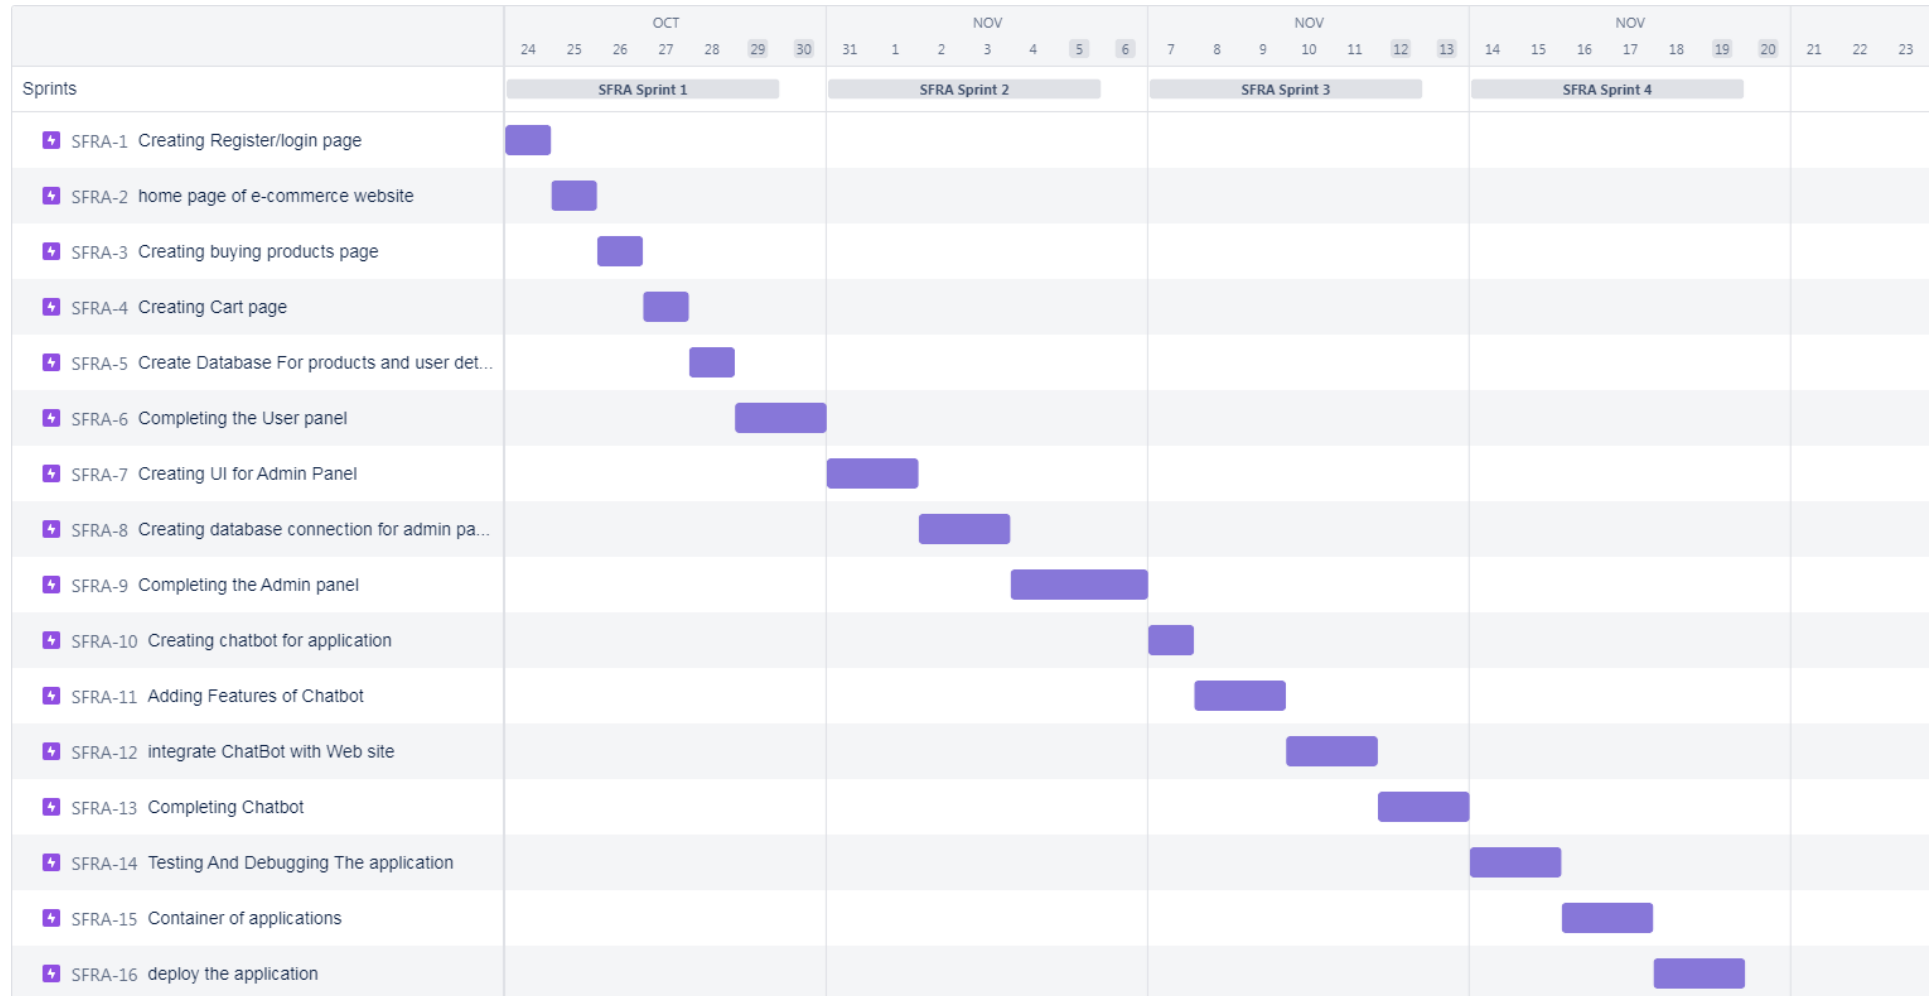 OCT NOV NOV NOV
24 25 26 27 28 29 30 31 1 2 3 4 5 6 7 8 9 10 11 12 13 14 15 16 17 18 19 20 21 22 23
Sprints SFRA Sprint 1 SFRA Sprint 2 SFRA Sprint 3 SFRA Sprint 4
SFRA-1 Creating Register/login page
SFRA-2 home page of e-commerce website
SFRA-3 Creating buying products page
SFRA-4 Creating Cart page
SFRA-5 Create Database For products and user det...
SFRA-6 Completing the User panel
SFRA-7 Creating UI for Admin Panel
SFRA-8 Creating database connection for admin pa...
SFRA-9 Completing the Admin panel
SFRA-10 Creating chatbot for application
SFRA-11 Adding Features of Chatbot
SFRA-12 integrate ChatBot with Web site
SFRA-13 Completing Chatbot
SFRA-14 Testing And Debugging The application
SFRA-15 Container of applications
SFRA-16 deploy the application